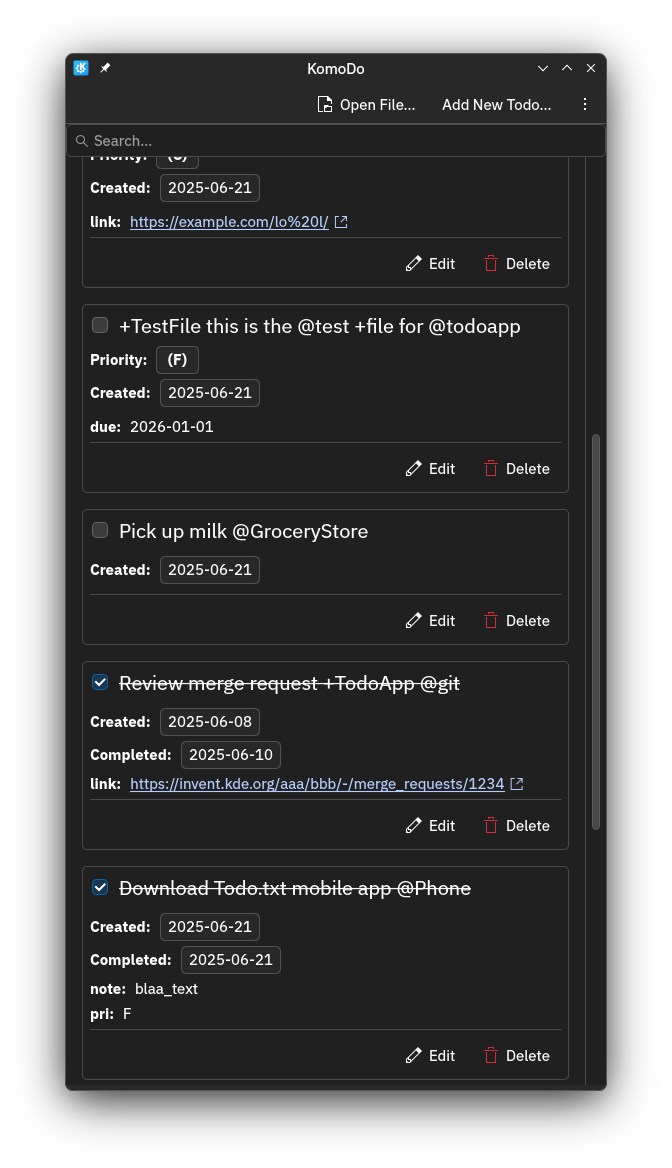 KomoDo
Open File... Add New Todo...
Search...
Priority:
Created: 2025-06-21
link: https://example.com/lo%20l/
Edit Delete
+TestFile this is the @test +file for @todoapp
Priority: (F)
Created: 2025-06-21
due: 2026-01-01
Edit Delete
Pick up milk @GroceryStore
Created: 2025-06-21
Edit Delete
Review merge request +TodoApp @git
Created: 2025-06-08
Completed: 2025-06-10
link: https://invent.kde.org/aaa/bbb/-/merge_requests/1234
Edit Delete
Download Todo.txt mobile app @Phone
Created: 2025-06-21
Completed: 2025-06-21
note: blaa_text
pri: F
Edit Delete